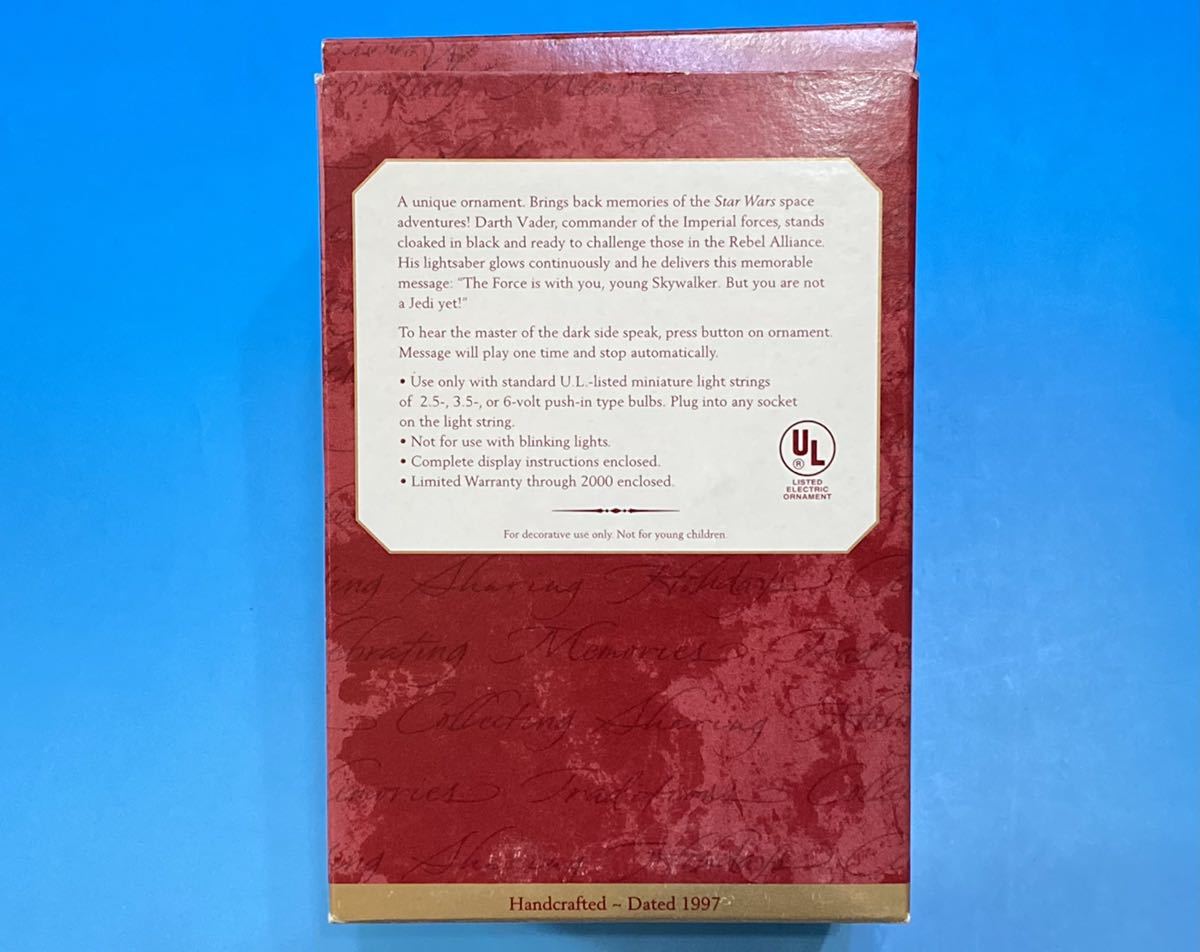 brating Memories
A unique ornament. Brings back memories of the Star Wars space
adventures! Darth Vader, commander of the Imperial forces, stands
cloaked in black and ready to challenge those in the Rebel Alliance.
His lightsaber glows continuously and he delivers this memorable
message: "The Force is with you, young Skywalker. But you are not
a Jedi yet!"
To hear the master of the dark side speak, press button on ornament.
Message will play one time and stop automatically.
• Use only with standard U.L.-listed miniature light strings
of 2.5-, 3.5-, or 6-volt push-in type bulbs. Plug into any socket
on the light string.
• Not for use with blinking lights.
• Complete display instructions enclosed.
• Limited Warranty through 2000 enclosed.
UL
®
LISTED
ELECTRIC
ORNAMENT
For decorative use only. Not for young children.
ng Sharing Holidays
brating Memories
Collecting Sharing
mories Traditions
Sharing
Handcrafted ~ Dated 1997